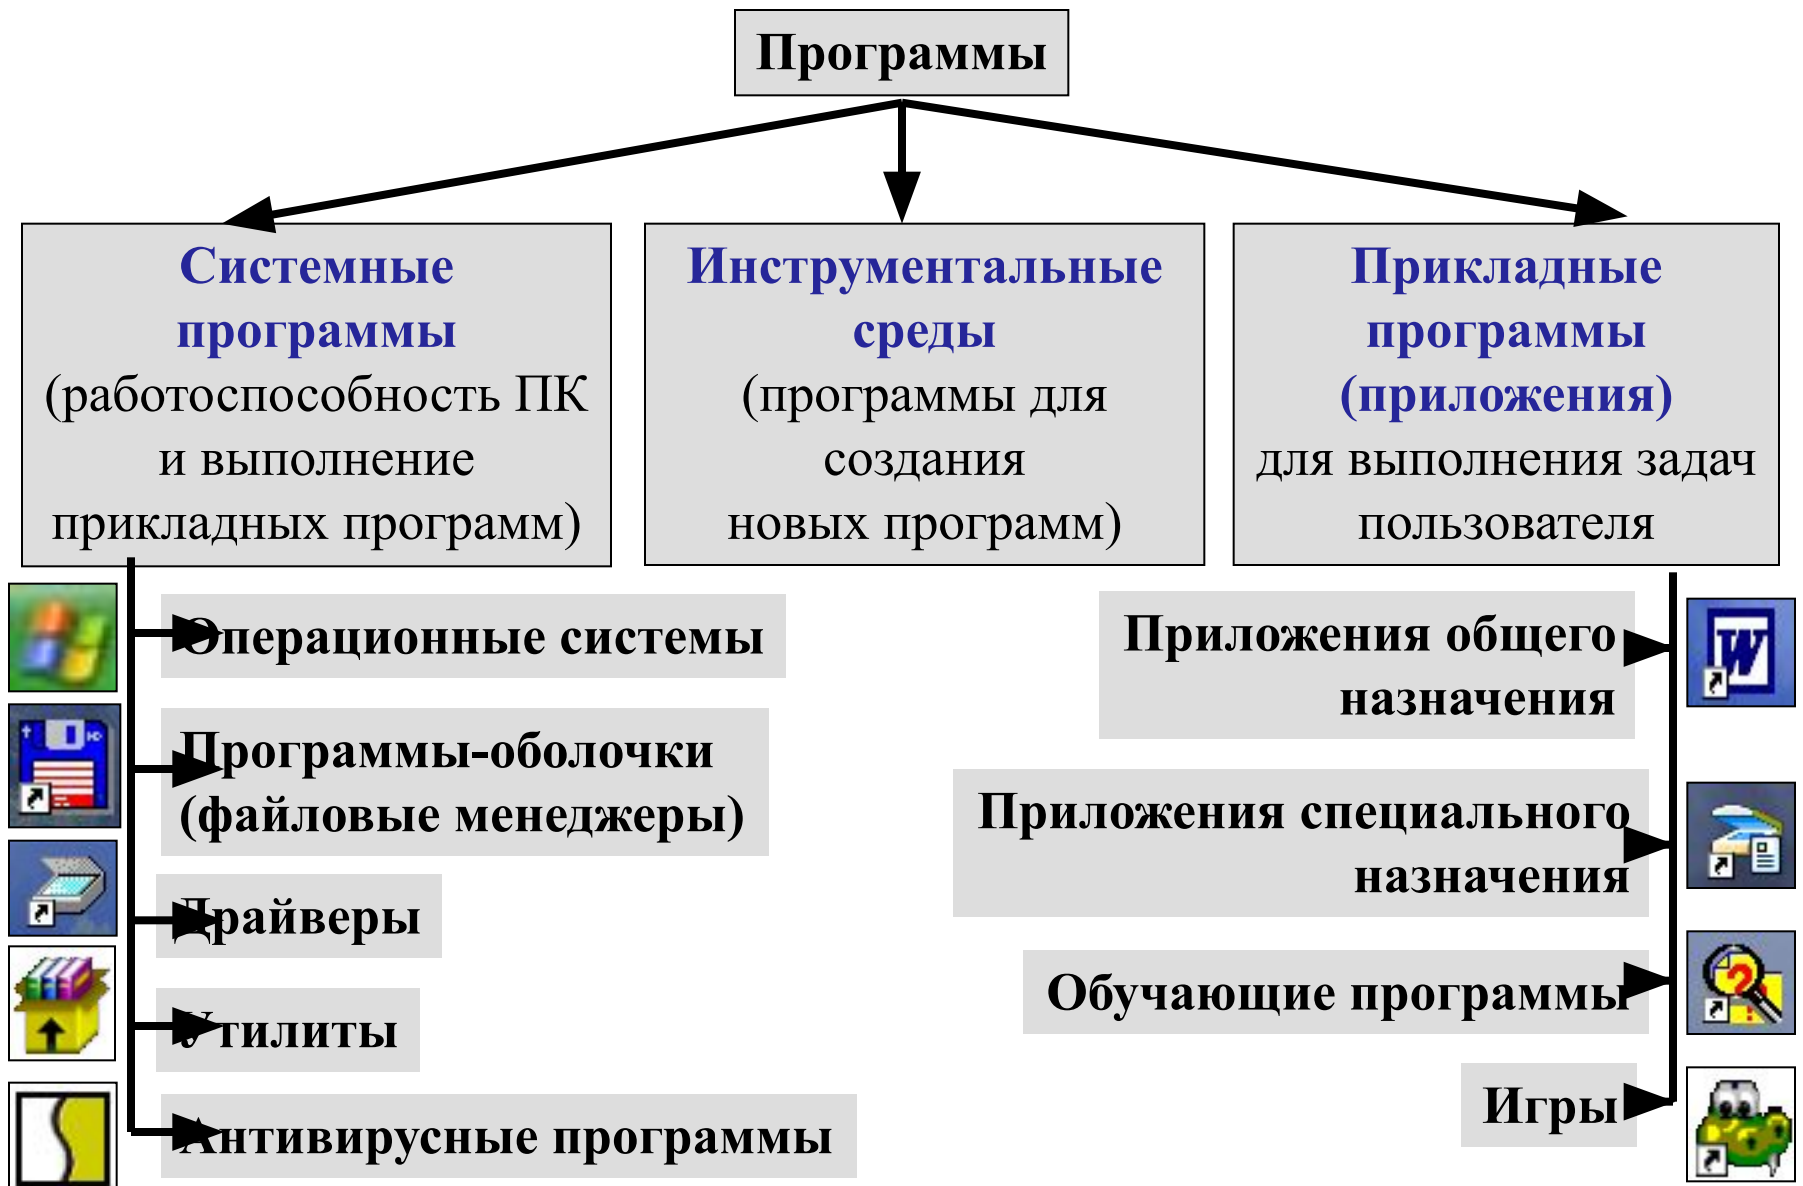 Программы
Системные
программы
(работоспособность ПК
и выполнение
прикладных программ)
Инструментальные
среды
(программы для
создания
новых программ)
Прикладные
программы
(приложения)
для выполнения задач
пользователя
Операционные системы
Программы-оболочки
(файловые менеджеры)
Драйверы
Утилиты
Антивирусные программы
Приложения общего
назначения
W
Приложения специального
назначения
Обучающие программы
?
Игры